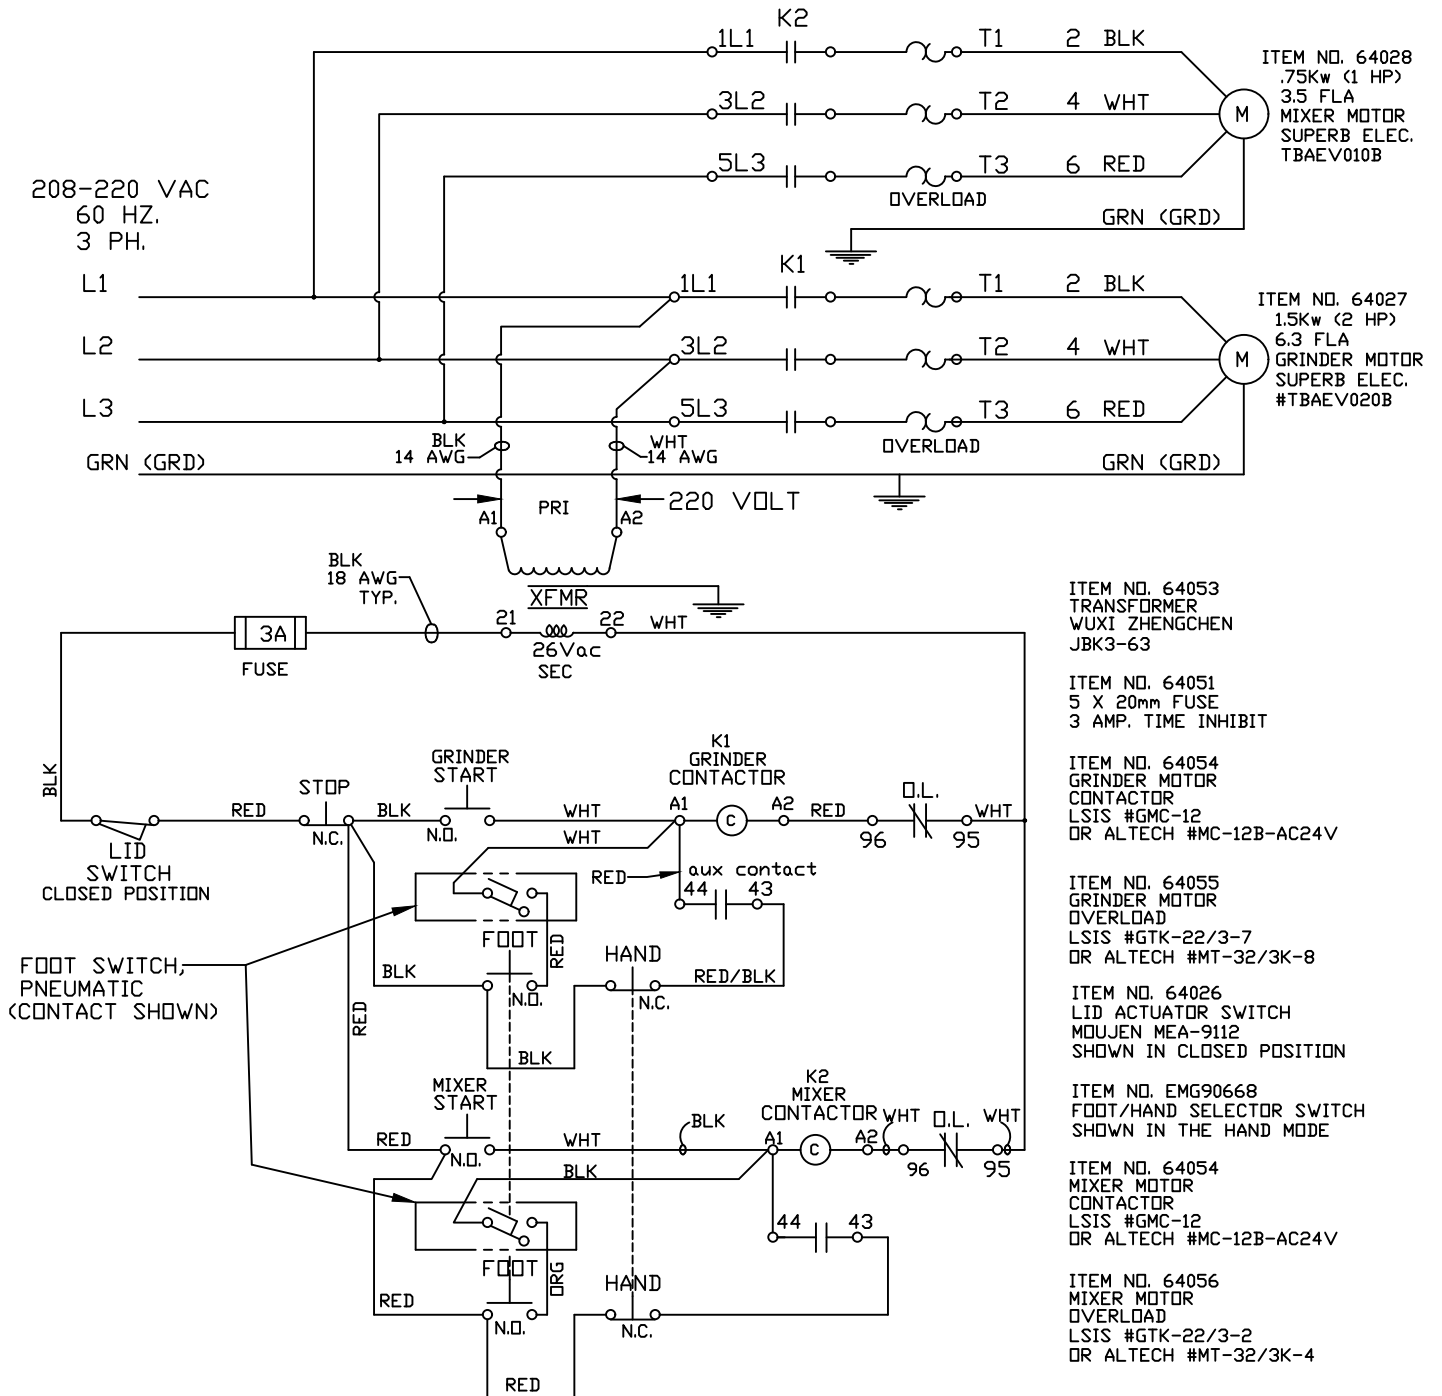 K2
1L1
T1
2 BLK
3L2
T2
4 WHT
5L3
T3
6 RED
OVERLOAD
M
GRN (GRD)
ITEM NO. 64028
.75Kw (1 HP)
3.5 FLA
MIXER MOTOR
SUPERB ELEC.
TBAEV010B
208-220 VAC
60 HZ.
3 PH.
L1
L2
L3
GRN (GRD)
K1
1L1
T1
2 BLK
3L2
T2
4 WHT
5L3
T3
6 RED
OVERLOAD
M
GRN (GRD)
ITEM NO. 64027
1.5Kw (2 HP)
6.3 FLA
GRINDER MOTOR
SUPERB ELEC.
#TBAEV020B
BLK
14 AWG
WHT
14 AWG
PRI
220 VOLT
A1
A2
BLK
18 AWG
TYP.
XFMR
3A
FUSE
21
22
26Vac
SEC
WHT
BLK
LID
SWITCH
CLOSED POSITION
RED
STOP
N.C.
BLK
GRINDER
START
N.O.
WHT
WHT
K1
GRINDER
CONTACTOR
A1
C
A2
RED
O.L.
96
95
WHT
RED
aux contact
44
43
FOOT
RED
HAND
BLK
N.O.
N.C.
RED/BLK
BLK
FOOT SWITCH,
PNEUMATIC
(CONTACT SHOWN)
RED
MIXER
START
RED
N.O.
WHT
BLK
BLK
K2
MIXER
CONTACTOR
A1
C
A2
WHT
O.L.
WHT
96
95
44
43
FOOT
ORG
HAND
RED
N.O.
N.C.
RED
ITEM NO. 64053
TRANSFORMER
WUXI ZHENGCHEN
JBK3-63
ITEM NO. 64051
5 X 20mm FUSE
3 AMP. TIME INHIBIT
ITEM NO. 64054
GRINDER MOTOR
CONTACTOR
LSIS #GMC-12
OR ALTECH #MC-12B-AC24V
ITEM NO. 64055
GRINDER MOTOR
OVERLOAD
LSIS #GTK-22/3-7
OR ALTECH #MT-32/3K-8
ITEM NO. 64026
LID ACTUATOR SWITCH
MOUJEN MEA-9112
SHOWN IN CLOSED POSITION
ITEM NO. EMG90668
FOOT/HAND SELECTOR SWITCH
SHOWN IN THE HAND MODE
ITEM NO. 64054
MIXER MOTOR
CONTACTOR
LSIS #GMC-12
OR ALTECH #MC-12B-AC24V
ITEM NO. 64056
MIXER MOTOR
OVERLOAD
LSIS #GTK-22/3-2
OR ALTECH #MT-32/3K-4